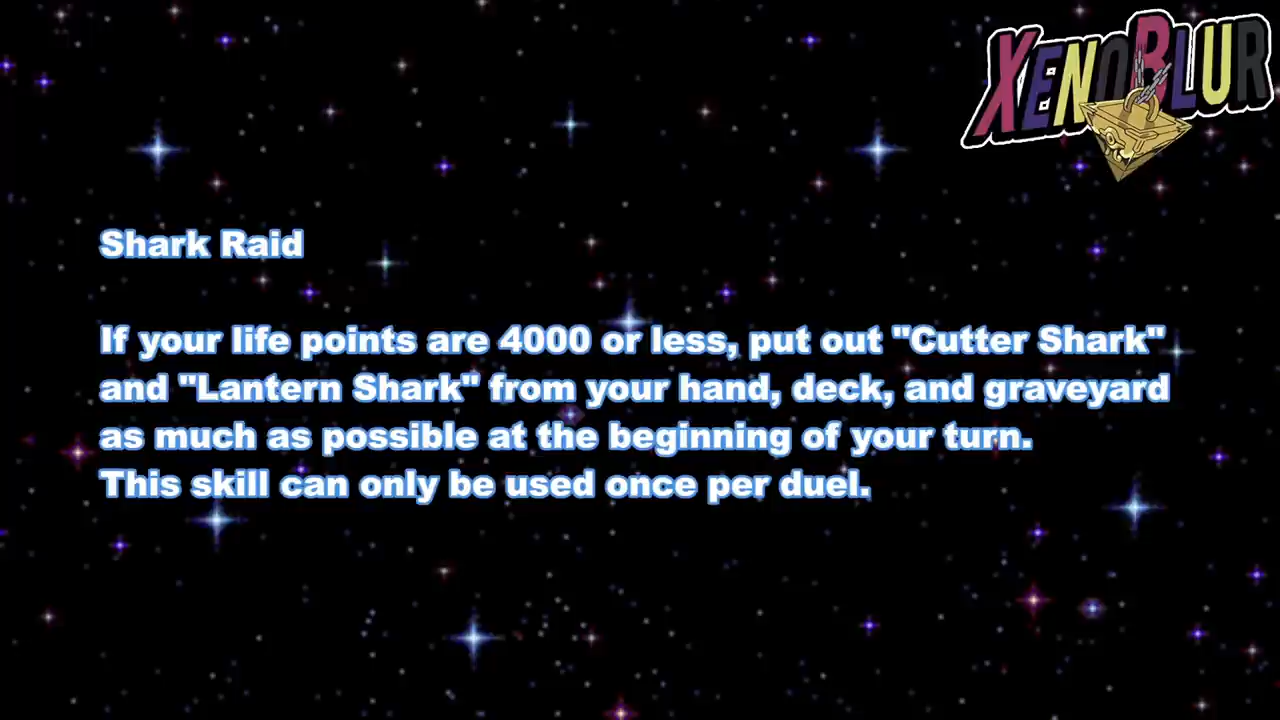 XENOBLUR
Shark Raid
If your life points are 4000 or less, put out "Cutter Shark"
and "Lantern Shark" from your hand, deck, and graveyard
as much as possible at the beginning of your turn.
This skill can only be used once per duel.